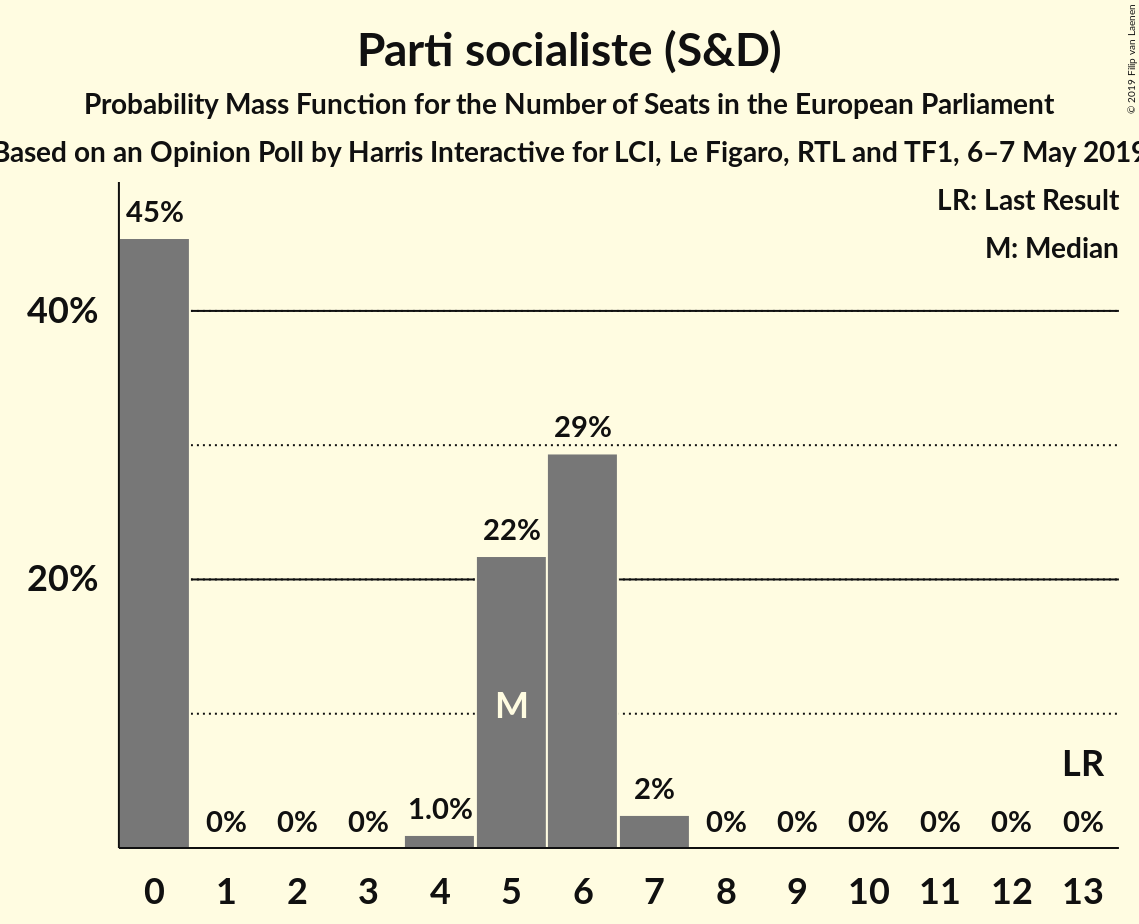 Parti socialiste (S&D)
Probability Mass Function for the Number of Seats in the European Parliament
Based on an Opinion Poll by Harris Interactive for LCI, Le Figaro, RTL and TF1, 6–7 May 2019
© 2019 Filip van Laenen
LR: Last Result
M: Median
45%
40%
29%
22%
20%
M
LR
2%
1.0%
0% 0% 0% 0% 0% 0% 0% 0% 0%
0 1 2 3 4 5 6 7 8 9 10 11 12 13